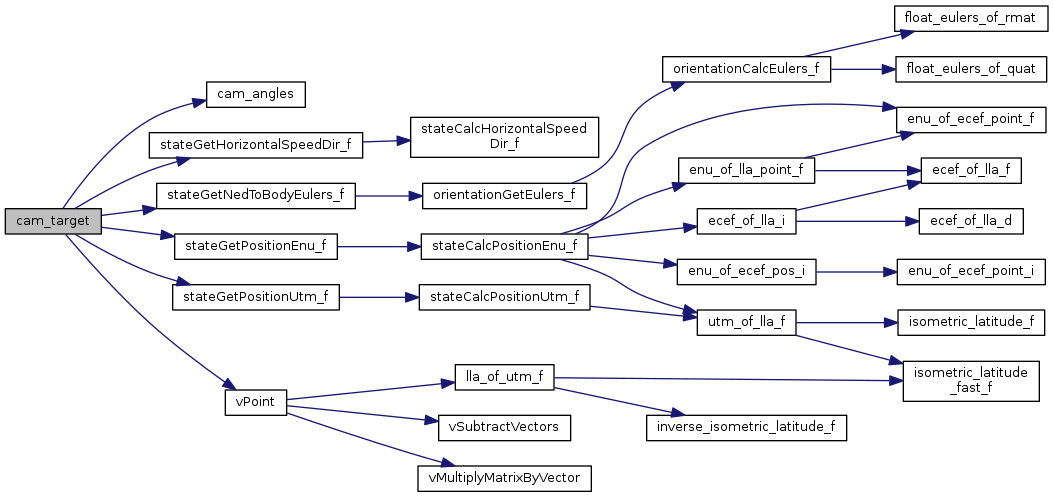 float_eulers_of_rmat
orientationCalcEulers_f
float_eulers_of_quat
cam_angles
enu_of_ecef_point_f
stateCalcHorizontalSpeed
Dir_f
stateGetHorizontalSpeedDir_f
enu_of_lla_point_f
ecef_of_lla_f
stateGetNedToBodyEulers_f
orientationGetEulers_f
cam_target
ecef_of_lla_i
ecef_of_lla_d
stateGetPositionEnu_f
stateCalcPositionEnu_f
enu_of_ecef_pos_i
enu_of_ecef_point_i
stateGetPositionUtm_f
stateCalcPositionUtm_f
utm_of_lla_f
isometric_latitude_f
lla_of_utm_f
isometric_latitude
_fast_f
vPoint
vSubtractVectors
inverse_isometric_latitude_f
vMultiplyMatrixByVector